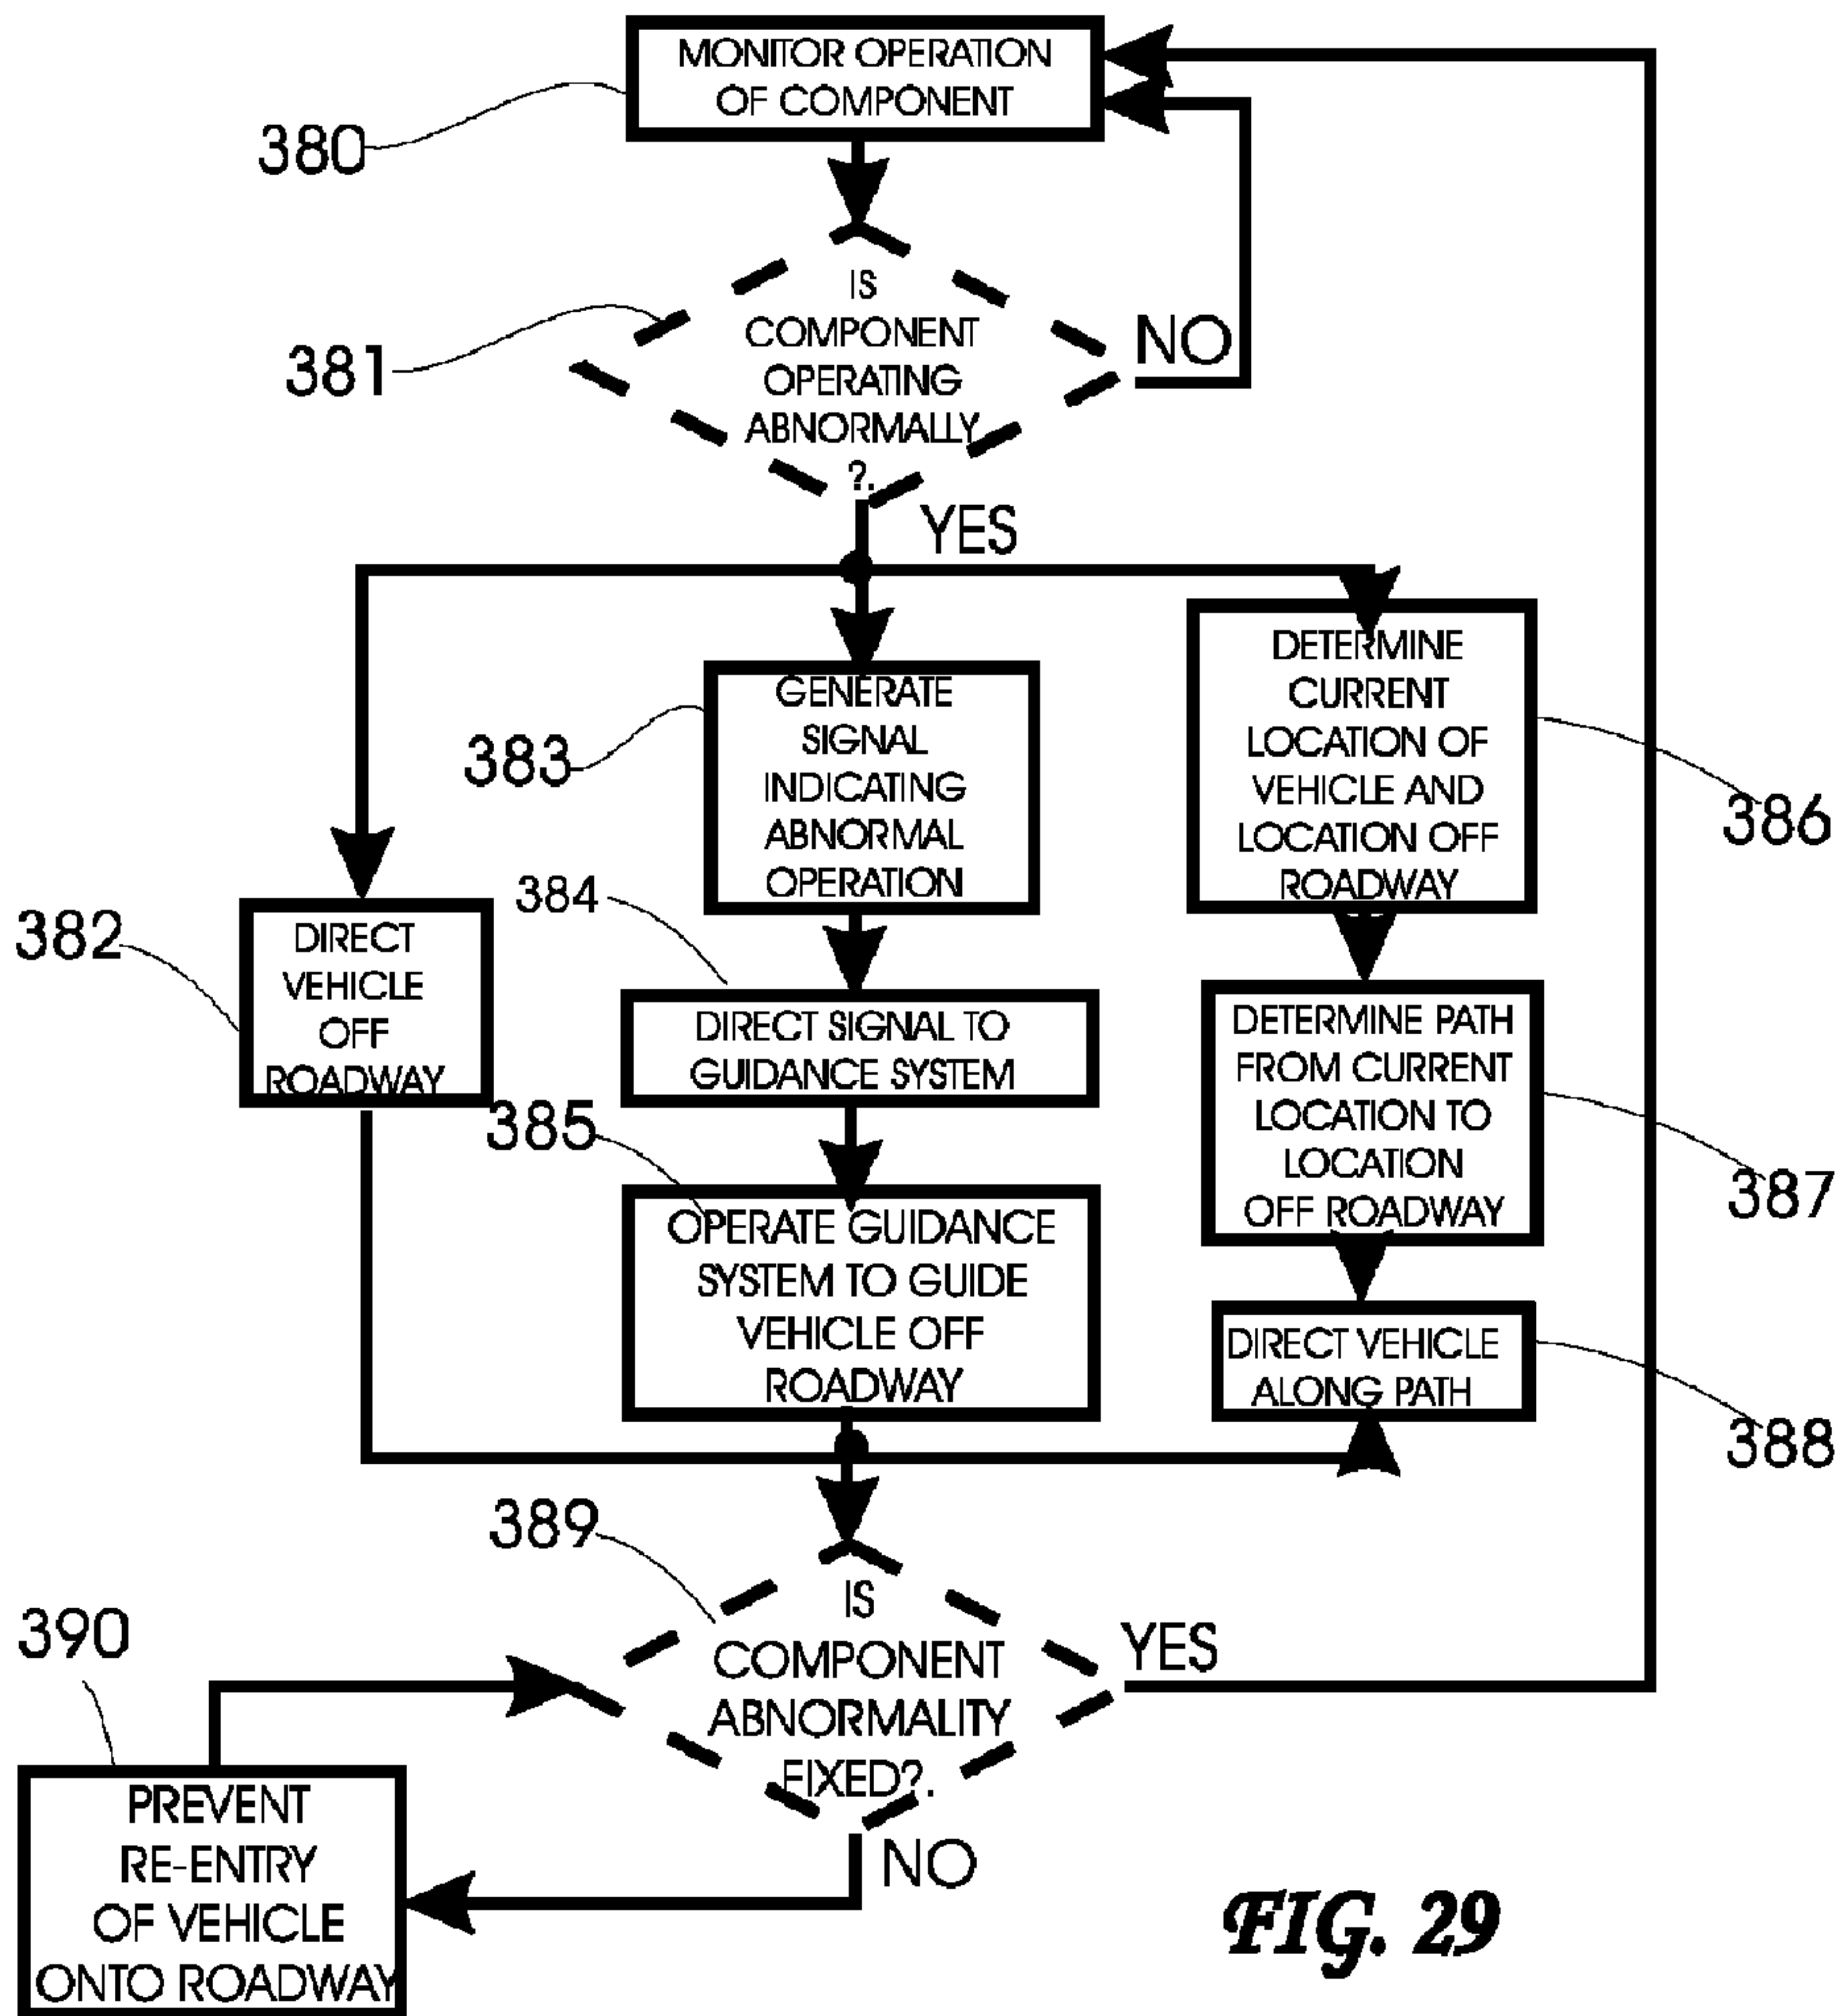 MONITOR OPERATION
OF COMPONENT
380
IS
COMPONENT
OPERATING
ABNORMALLY
?.
381
NO
YES
DIRECT
VEHICLE
OFF
ROADWAY
382
GENERATE
SIGNAL
INDICATING
ABNORMAL
OPERATION
383
384
DIRECT SIGNAL TO
GUIDANCE SYSTEM
385
OPERATE GUIDANCE
SYSTEM TO GUIDE
VEHICLE OFF
ROADWAY
DETERMINE
CURRENT
LOCATION OF
VEHICLE AND
LOCATION OFF
ROADWAY
386
DETERMINE PATH
FROM CURRENT
LOCATION TO
LOCATION
OFF ROADWAY
387
DIRECT VEHICLE
ALONG PATH
388
389
IS
COMPONENT
ABNORMALITY
FIXED?.
YES
NO
390
PREVENT
RE-ENTRY
OF VEHICLE
ONTO ROADWAY
FIG. 29